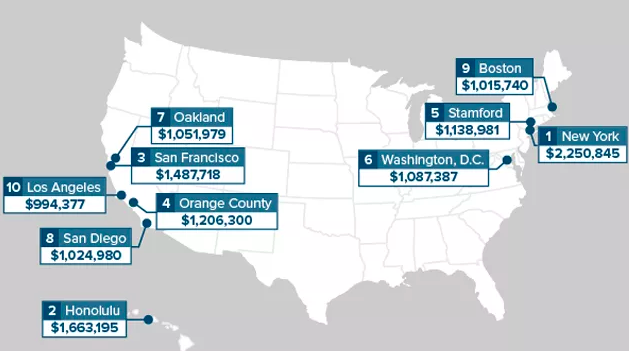 9 Boston
$1,015,740
7 Oakland
$1,051,979
5 Stamford
$1,138,981
1 New York
$2,250,845
3 San Francisco
$1,487,718
6 Washington, D.C.
$1,087,387
10 Los Angeles
$994,377
4 Orange County
$1,206,300
8 San Diego
$1,024,980
2 Honolulu
$1,663,195